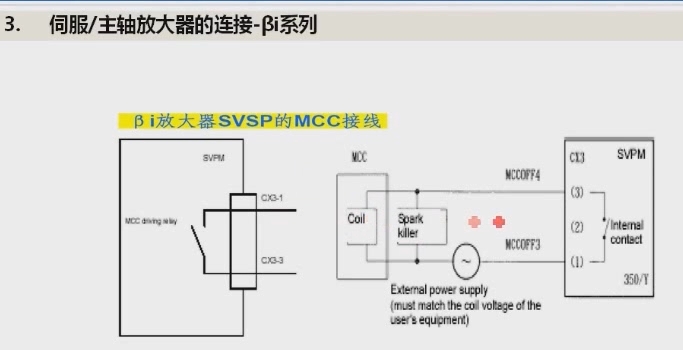 3. 伺服/主轴放大器的连接-βi系列
βi放大器SVSP的MCC接线
SVPM
CX3-1
MCC driving relay
CX3-3
MCC
Coil
Spark
killer
MCCOFF4
MCCOFF3
External power supply
(must match the coil voltage of the
user's equipment)
CX3
SVPM
(3)
(2)
(1)
Internal
contact
350/Y